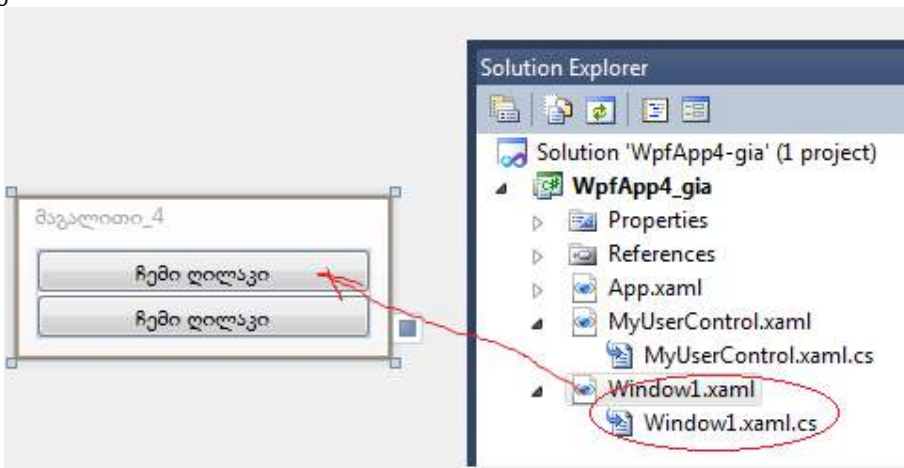 მაგალითი_4
ჩემი ღილაკი
ჩემი ღილაკი
Solution Explorer
Solution 'WpfApp4-gia' (1 project)
WpfApp4_gia
Properties
References
App.xaml
MyUserControl.xaml
MyUserControl.xaml.cs
Window1.xaml
Window1.xaml.cs